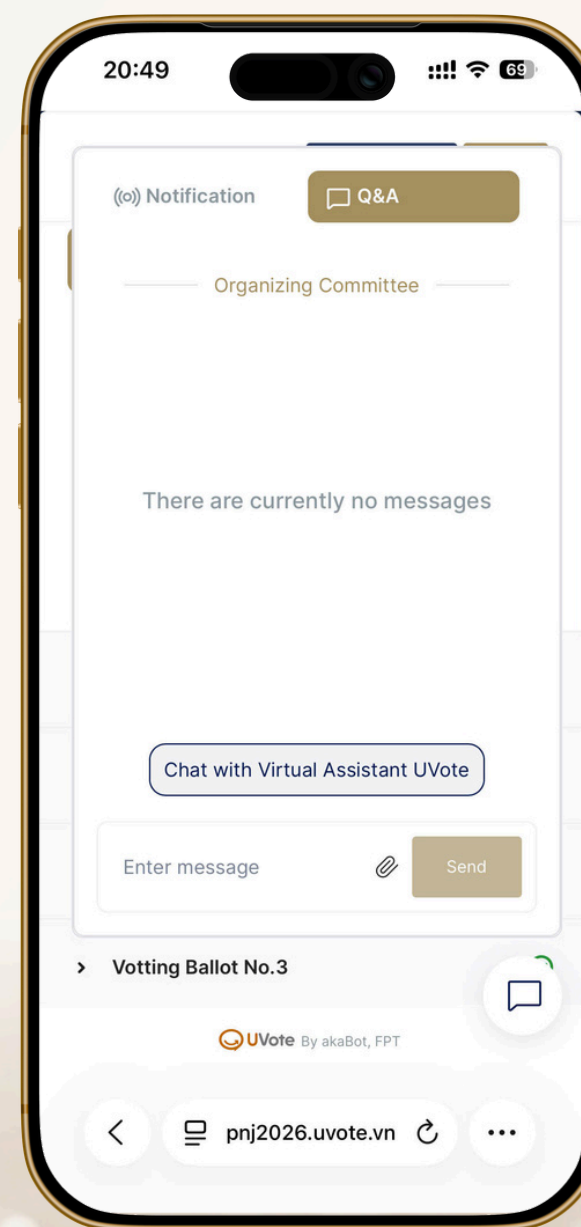 20:49
69
Notification
Q&A
Organizing Committee
There are currently no messages
Chat with Virtual Assistant UVote
Enter message
Send
Votting Ballot No.3
UVote By akaBot, FPT
pnj2026.uvote.vn